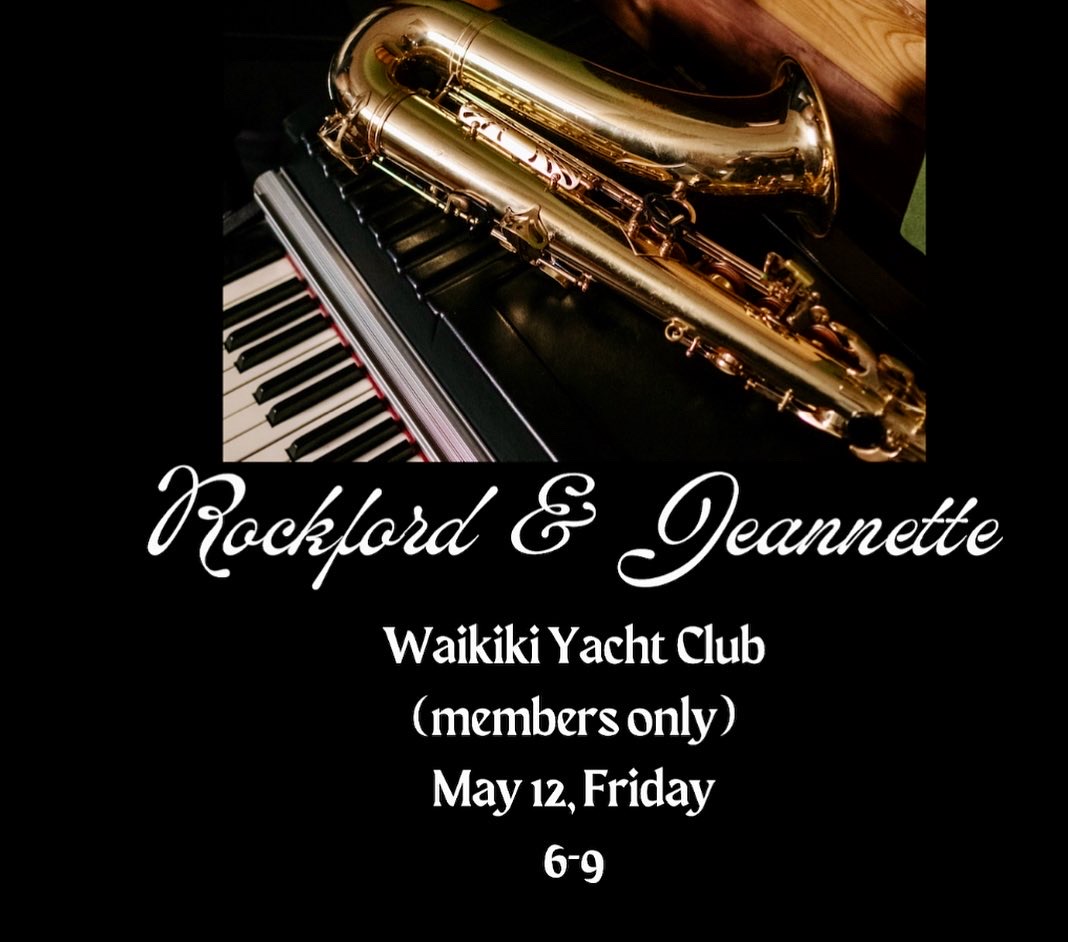 Rockford & Jeannette
Waikiki Yacht Club
(members only)
May 12, Friday
6-9